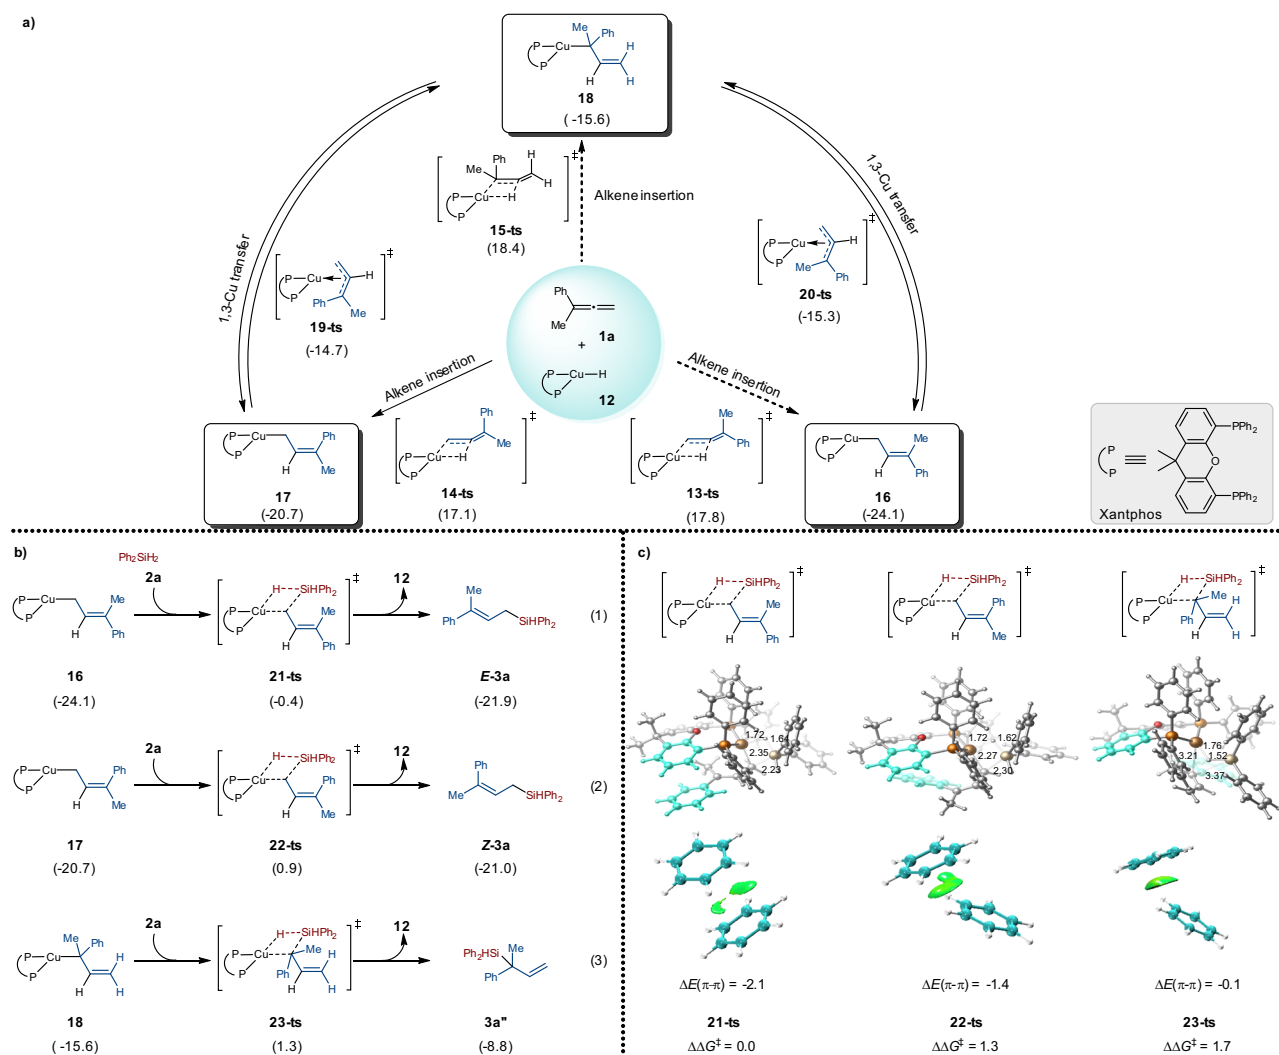 a)
Me
Ph
P
Cu
P
H
H
H
18
( -15.6)
Ph
H
Me
H
Cu
H
P
P
‡
15-ts
(18.4)
Alkene insertion
1,3-Cu transfer
1,3-Cu transfer
P
Cu
P
H
Ph
Me
‡
19-ts
(-14.7)
P
Cu
P
H
Me
Ph
‡
20-ts
(-15.3)
Ph
Me
1a
+
P
Cu
H
P
12
Alkene insertion
Alkene insertion
P
Cu
P
Ph
H
Me
17
(-20.7)
Ph
Me
Cu
H
P
P
‡
14-ts
(17.1)
Me
Ph
Cu
H
P
P
‡
13-ts
(17.8)
P
Cu
P
Me
H
Ph
16
(-24.1)
P
P
PPh2
O
PPh2
Xantphos
b)
Ph2SiH2
2a
12
P
Cu
P
Me
H
Ph
H
SiHPh2
P
Cu
P
Me
H
Ph
‡
Me
Ph
SiHPh2
(1)
16
21-ts
E-3a
(-24.1)
(-0.4)
(-21.9)
2a
12
P
Cu
P
Ph
H
Me
H
SiHPh2
P
Cu
P
Ph
H
Me
‡
Ph
Me
SiHPh2
(2)
17
22-ts
Z-3a
(-20.7)
(0.9)
(-21.0)
2a
12
Me
Ph
P
Cu
P
H
H
H
H
SiHPh2
P
Cu
Me
P
Ph
H
H
H
‡
Ph2HSi
Me
Ph
(3)
18
23-ts
3a"
( -15.6)
(1.3)
(-8.8)
c)
H
SiHPh2
P
Cu
P
Me
H
Ph
‡
H
SiHPh2
P
Cu
P
Ph
H
Me
‡
H
SiHPh2
P
Cu
Me
P
Ph
H
H
H
‡
1.72
1.64
2.35
2.23
1.72
1.62
2.27
2.30
1.76
3.21
1.52
3.37
ΔE(π-π) = -2.1
ΔE(π-π) = -1.4
ΔE(π-π) = -0.1
21-ts
22-ts
23-ts
ΔΔG‡ = 0.0
ΔΔG‡ = 1.3
ΔΔG‡ = 1.7